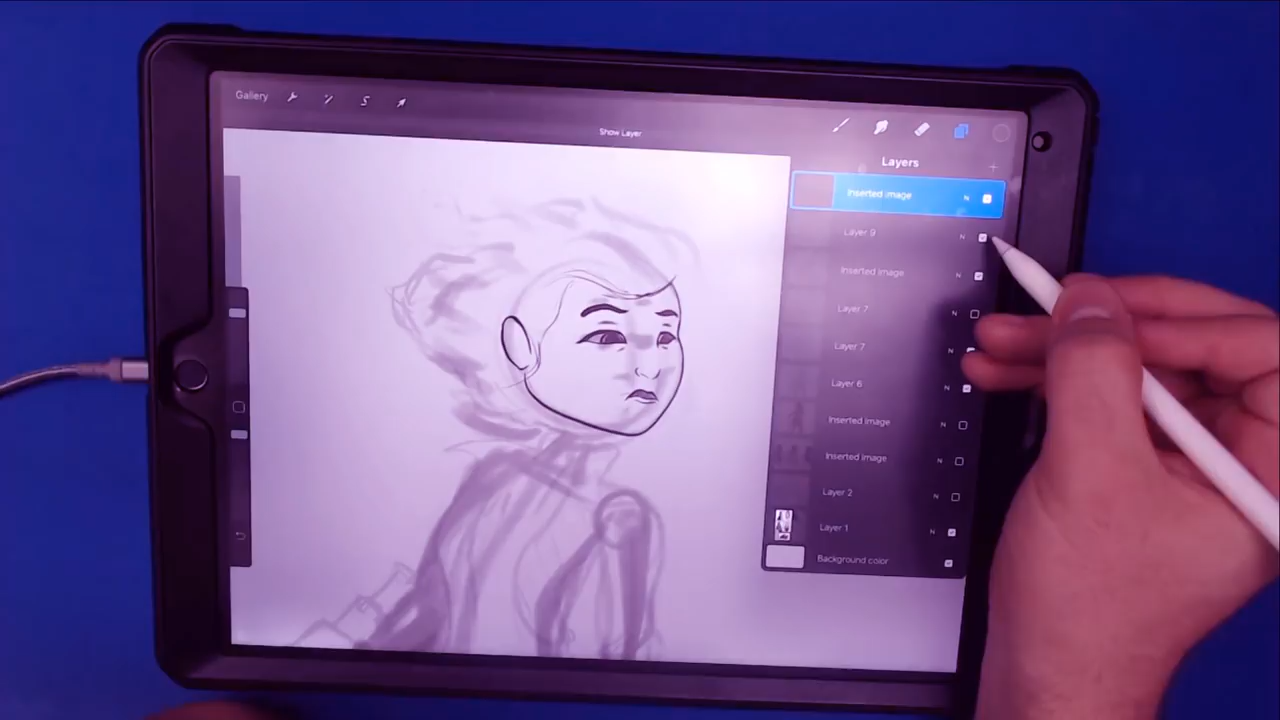 Gallery
Show Layer
Layers
Inserted Image N
Layer 9 N
Inserted Image N
Layer 7 N
Layer 7 N
Layer 6 N
Inserted Image N
Inserted Image N
Layer 2 N
Layer 1 N
Background color